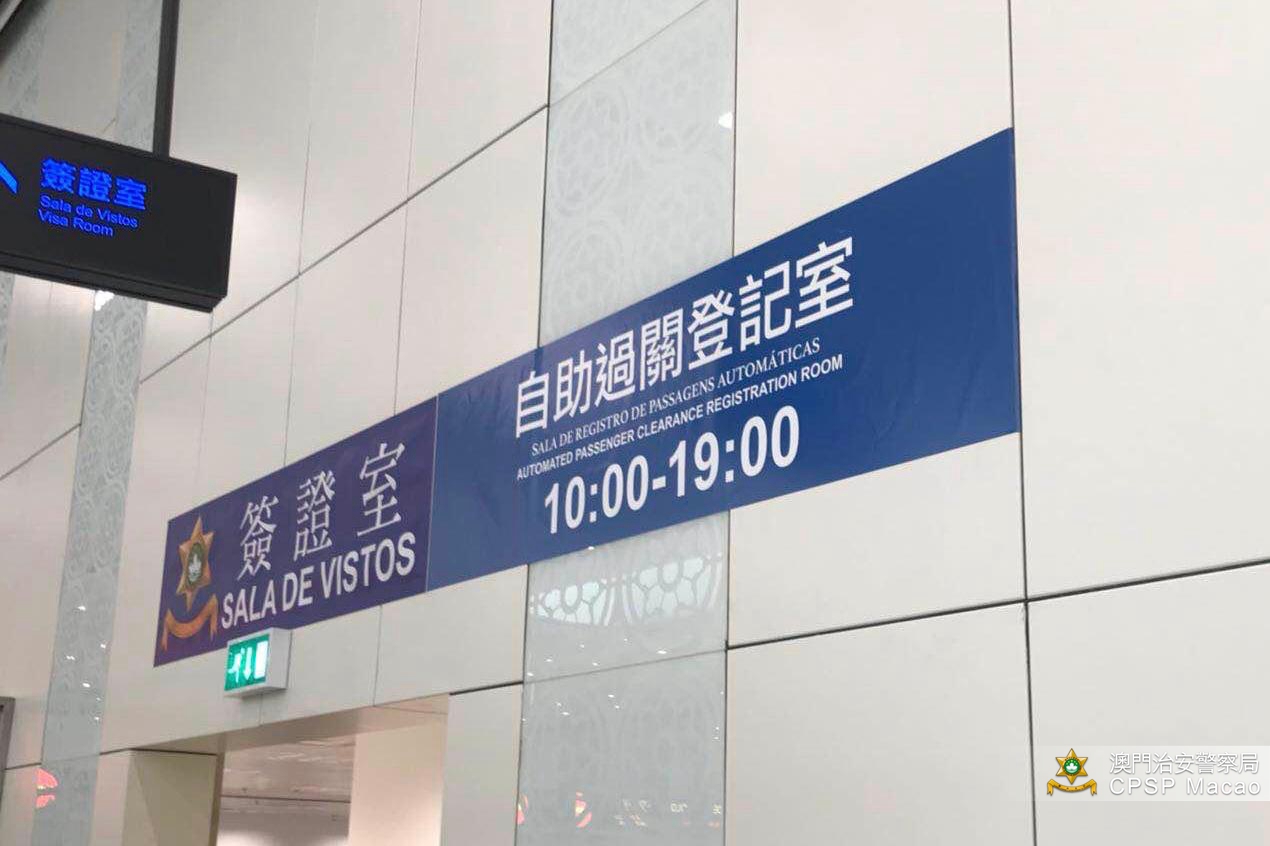 簽證室
Sala de Vistos
Visa Room
簽證室
SALA DE VISTOS
自助過關登記室
SALA DE REGISTRO DE PASSAGENS AUTOMÁTICAS
AUTOMATED PASSENGER CLEARANCE REGISTRATION ROOM
10:00-19:00
澳門治安警察局
CPSP Macao